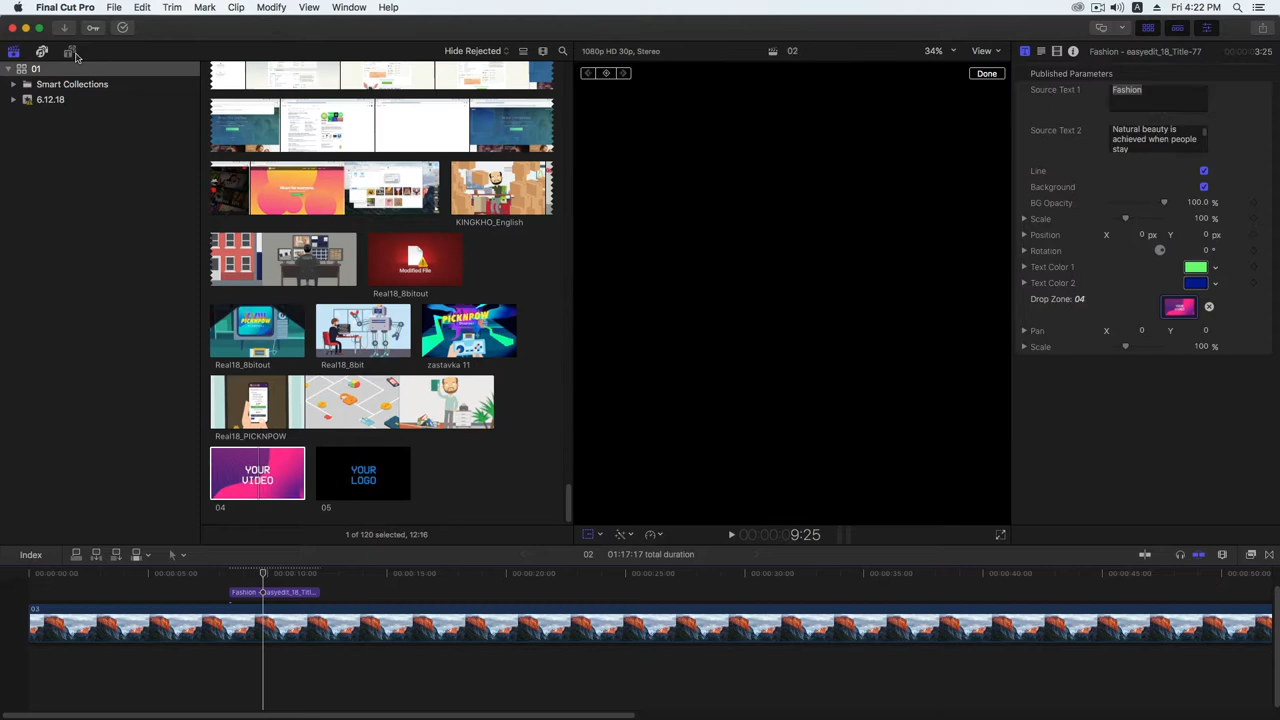 Final Cut Pro File Edit Trim Mark Clip Modify View Window Help
Fri 4:22 PM
Hide Rejected
1080p HD 30p, Stereo
02
34%
View
Fashion - easyedit_18_Title-77
3:25
01
Smart Collections
6.12.18
KINGKHO_English
Modified File
Real18_8bitout
PICKNPOW
PICKNPOW
Real18_8bitout
Real18_8bit
zastavka 11
Real18_PICKNPOW
YOUR
VIDEO
YOUR
LOGO
04
05
1 of 120 selected, 12:16
Done
9:25
Published Parameters
Source Text 1
Fashion
Source Text 2
Natural beauty is
achieved when people
stay
Line
Background
BG Opacity
100.0 %
Scale
100 %
Position
X 0 px Y 0 px
Rotation
0 °
Text Color 1
Text Color 2
Drop Zone: 04
Pan
X 0 Y 0
Scale
100 %
Index
02
01:17:17 total duration
00:00:00:00
00:00:05:00
00:00:10:00
00:00:15:00
00:00:20:00
00:00:25:00
00:00:30:00
00:00:35:00
00:00:40:00
00:00:45:00
00:00:50:00
Fashion - easyedit_18_Titl...
03